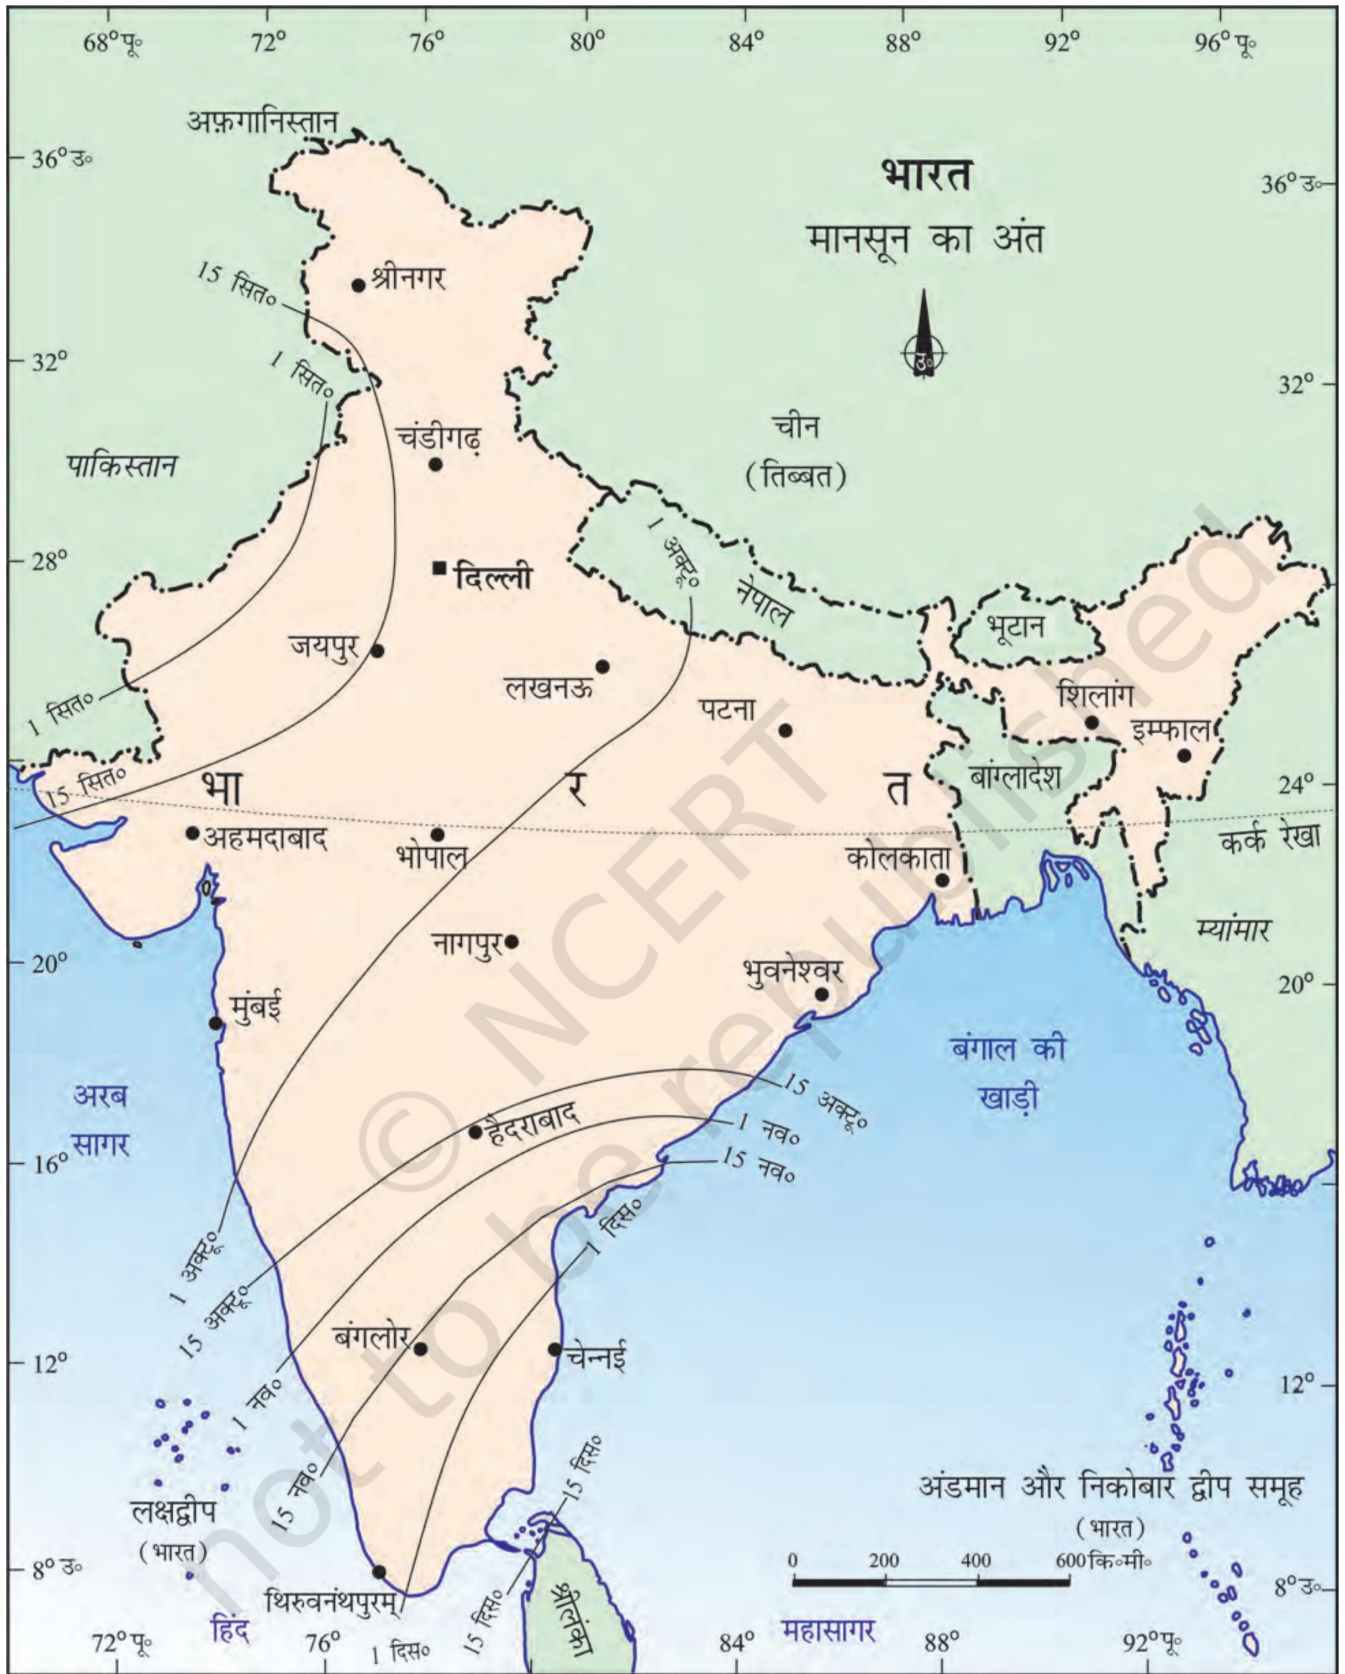 68°पू॰ 72° 76° 80° 84° 88° 92° 96°पू॰
अफ़गानिस्तान
36°उ॰
भारत
36°उ॰
मानसून का अंत
15 सित॰
श्रीनगर
उ॰
1 सित॰
32°
32°
चीन
(तिब्बत)
चंडीगढ़
पाकिस्तान
1 अक्टू॰
28°
दिल्ली
नेपाल
भूटान
जयपुर
लखनऊ
पटना
शिलांग
1 सित॰
इम्फाल
15 सित॰
भा र त
बांग्लादेश
24°
अहमदाबाद
भोपाल
कोलकाता
कर्क रेखा
नागपुर
म्यांमार
20°
भुवनेश्वर
20°
मुंबई
बंगाल की
खाड़ी
अरब
सागर
15 अक्टू॰
हैदराबाद
1 नव॰
16°
15 नव॰
1 दिस॰
1 अक्टू॰
15 अक्टू॰
बंगलोर
चेन्नई
12°
12°
1 नव॰
15 नव॰
15 दिस॰
लक्षद्वीप
(भारत)
अंडमान और निकोबार द्वीप समूह
(भारत)
0 200 400 600 कि॰मी॰
8°उ॰
8°उ॰
थिरुवनंथपुरम्
श्रीलंका
हिंद
महासागर
1 दिस॰
15 दिस॰
72°पू॰ 76° 84° 88° 92°पू॰
© NCERT
not to be republished